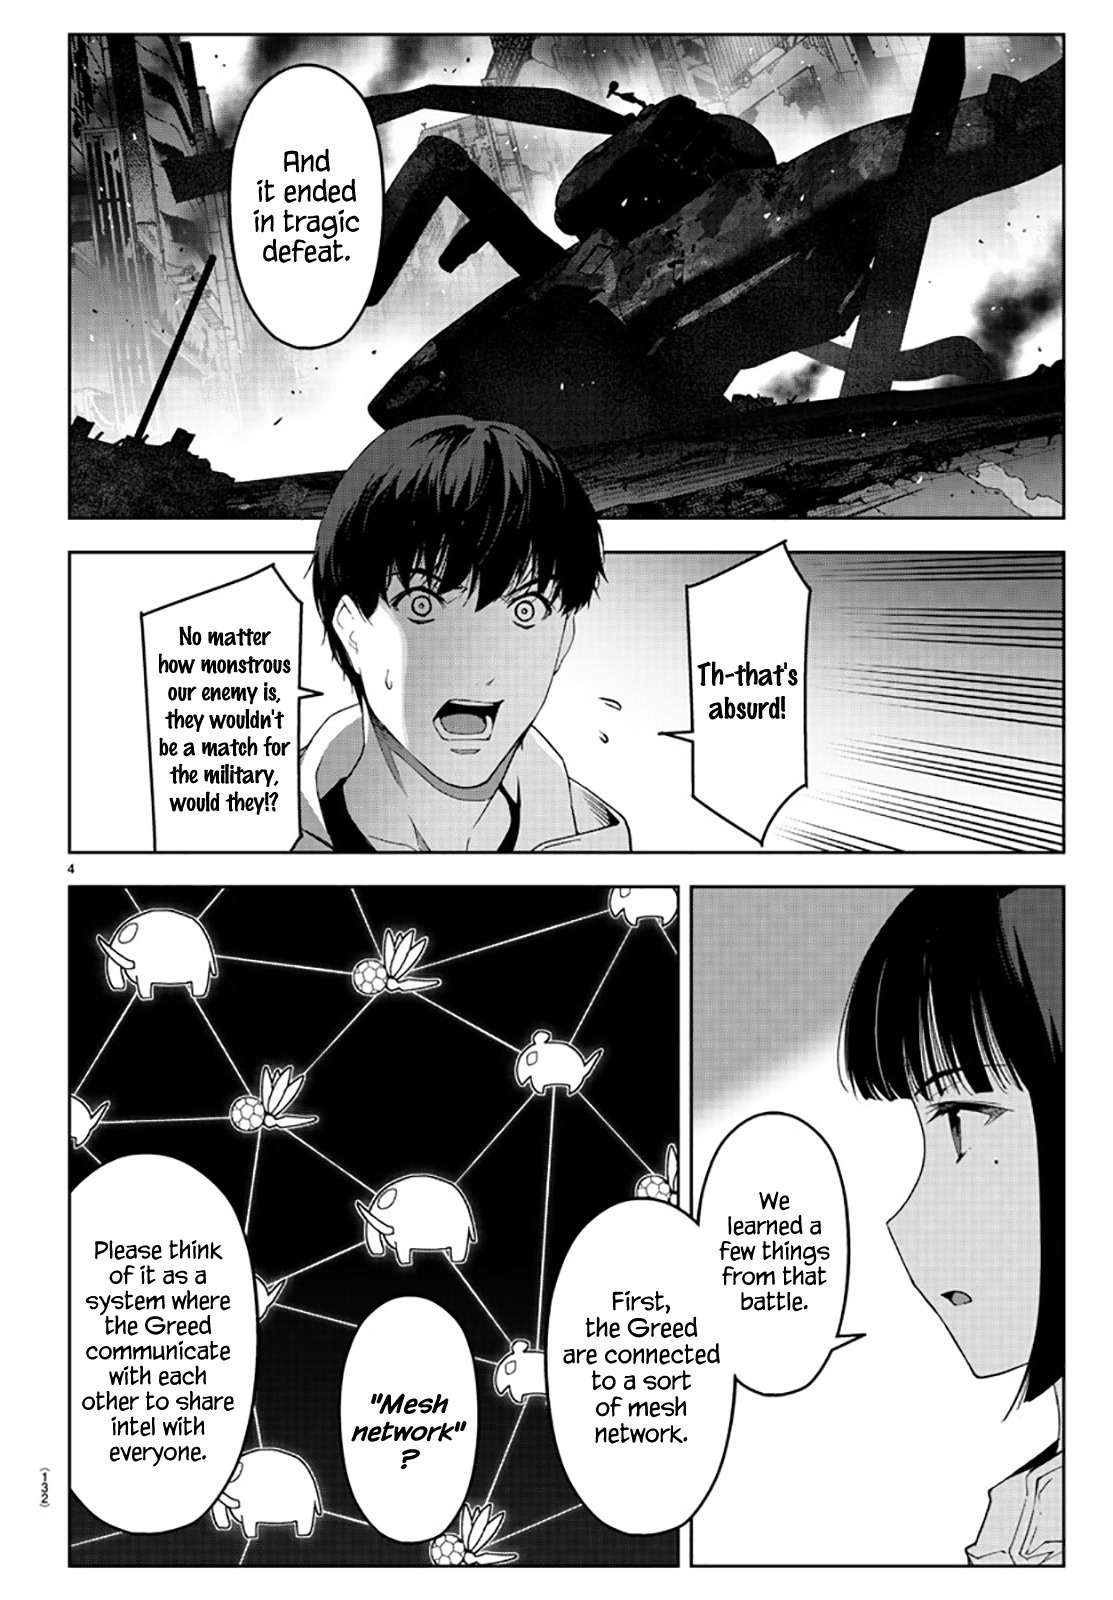 And
it ended
in tragic
defeat.
Th-that's
absurd!
No matter
how monstrous
our enemy is,
they wouldn't
be a match for
the military,
would they!?
4
We
learned a
few things
from that
battle.
First,
the Greed
are connected
to a sort
of mesh
network.
"Mesh
network"
?
Please think
of it as a
system where
the Greed
communicate
with each
other to share
intel with
everyone.
(132)